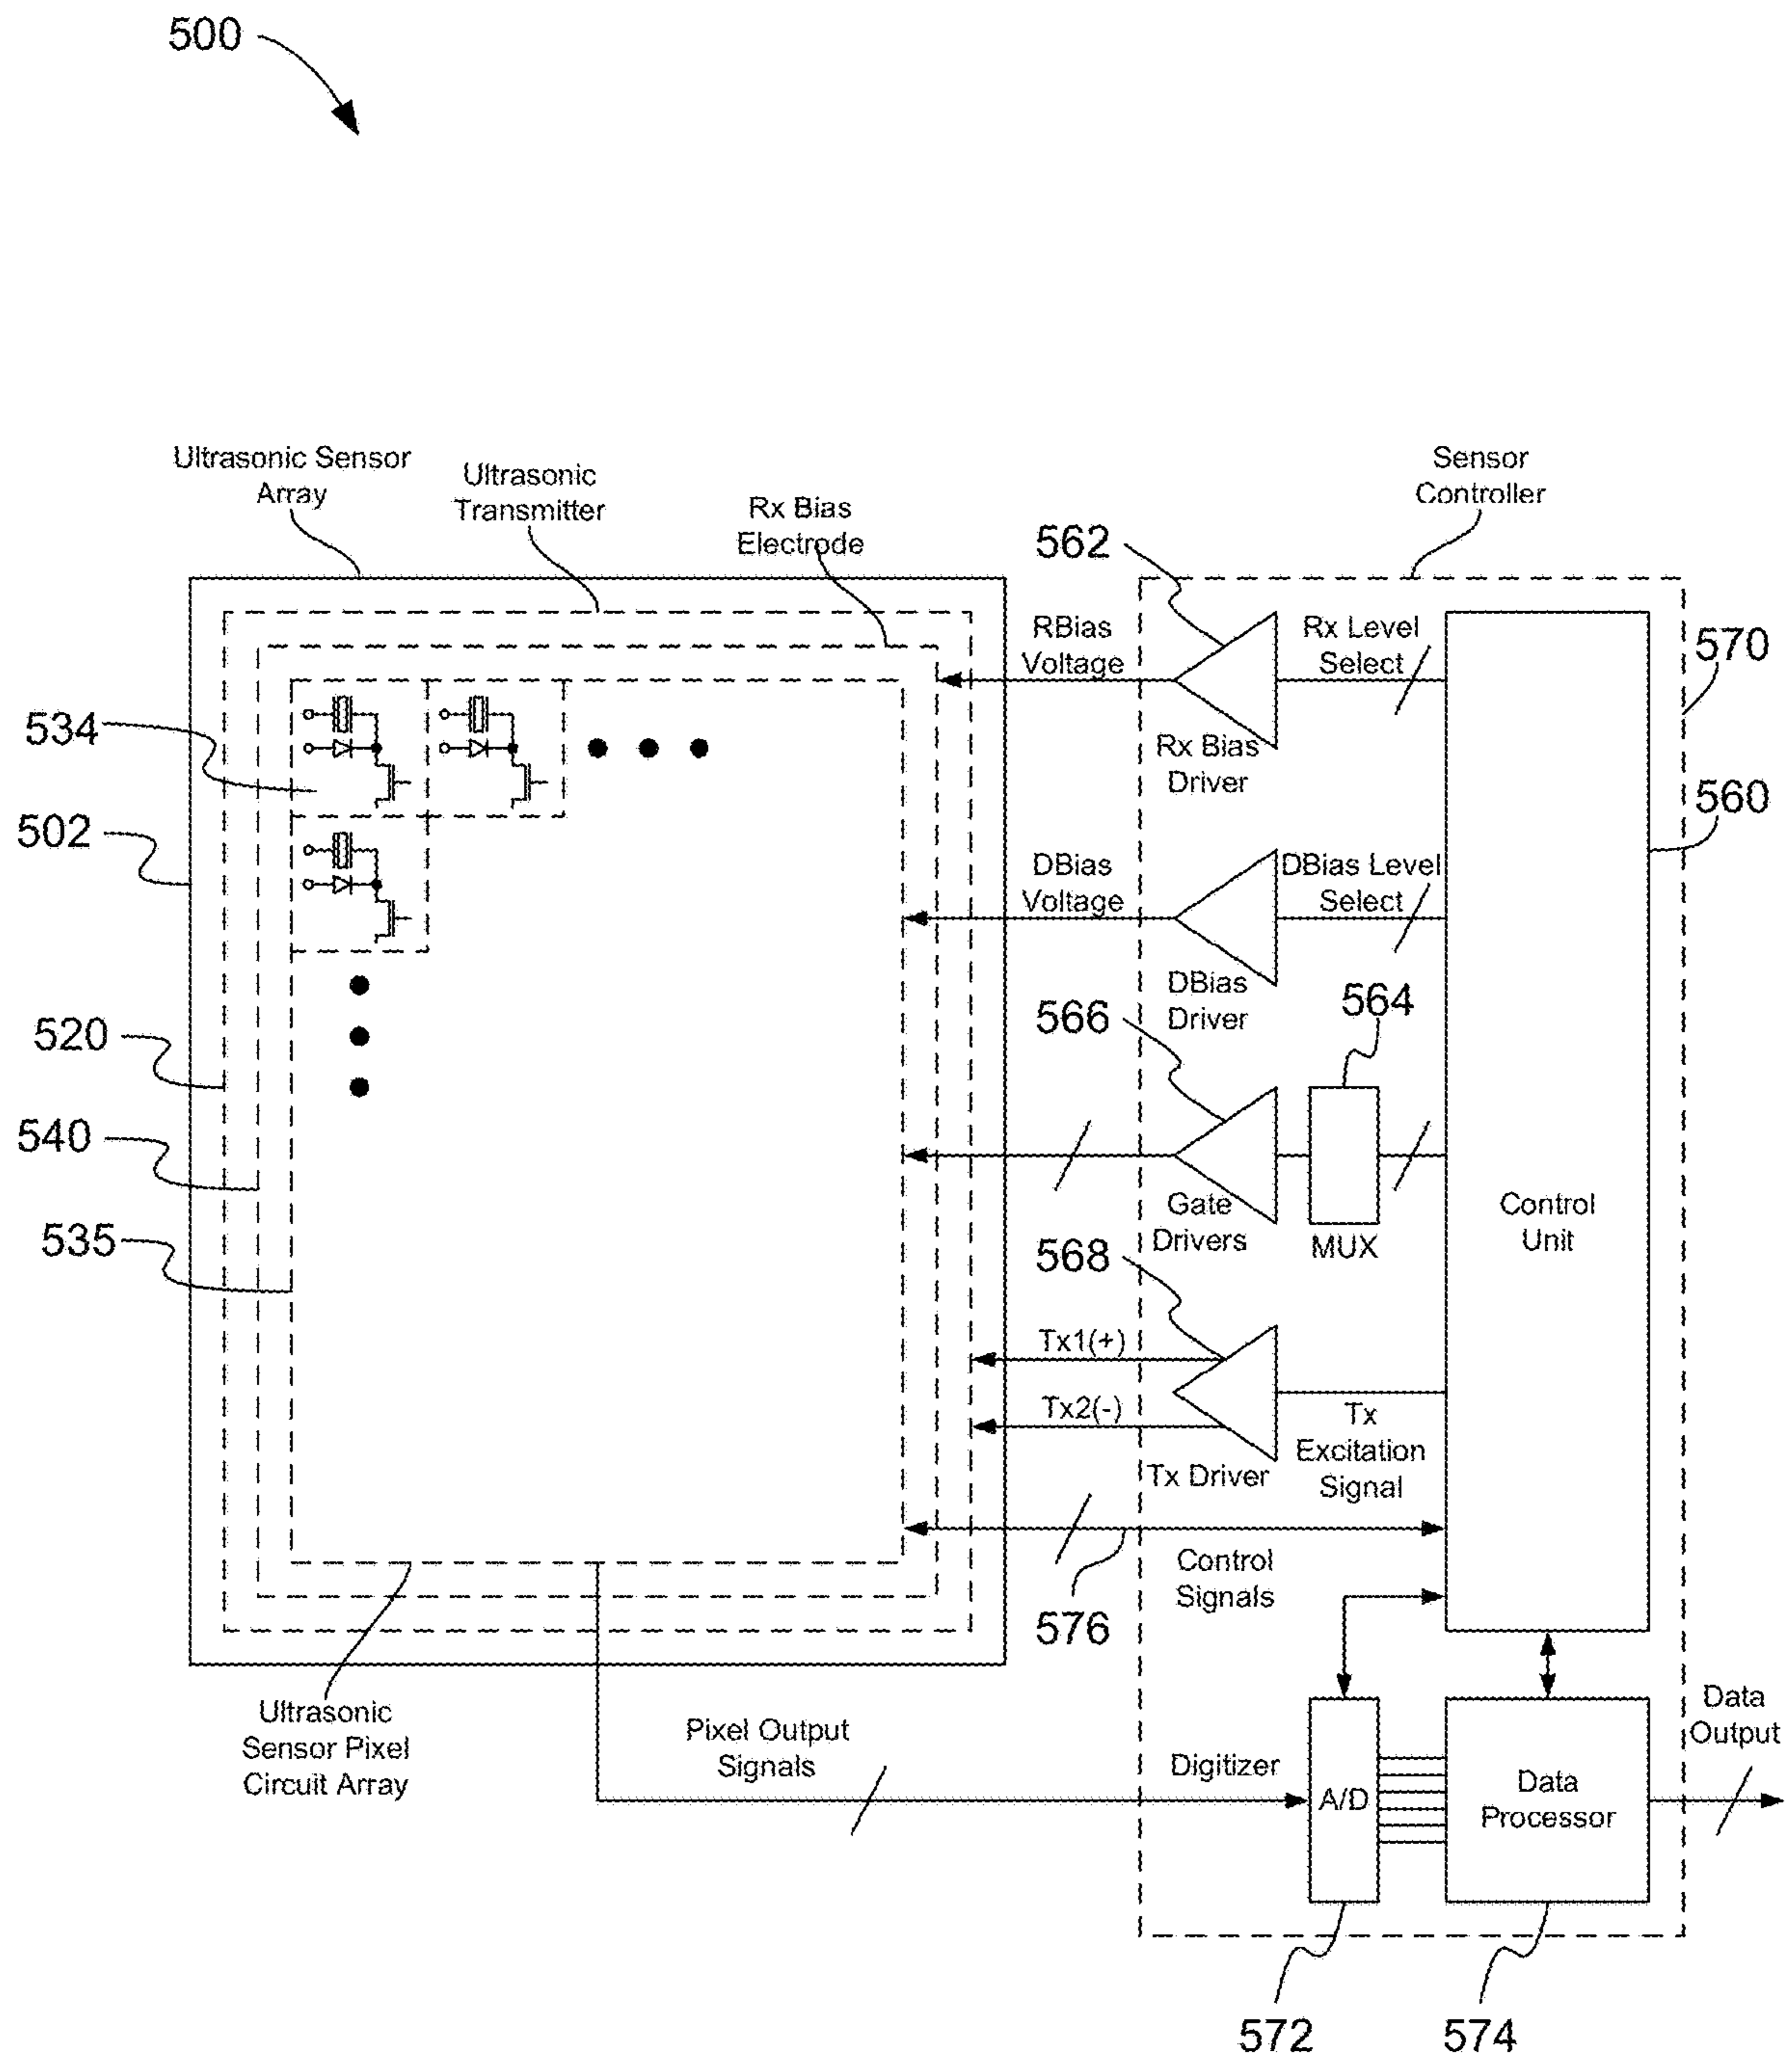 500
Ultrasonic Sensor
Array
Ultrasonic
Transmitter
Rx Bias
Electrode
Sensor
Controller
562
RBias
Voltage
Rx Level
Select
570
534
Rx Bias
Driver
560
502
DBias
Voltage
DBias Level
Select
DBias
Driver
564
566
520
540
Gate
Drivers
MUX
Control
Unit
535
568
Tx1(+)
Tx2(-)
Tx
Excitation
Signal
Tx Driver
Control
Signals
576
Ultrasonic
Sensor Pixel
Circuit Array
Pixel Output
Signals
Digitizer
A/D
Data
Processor
Data
Output
572
574